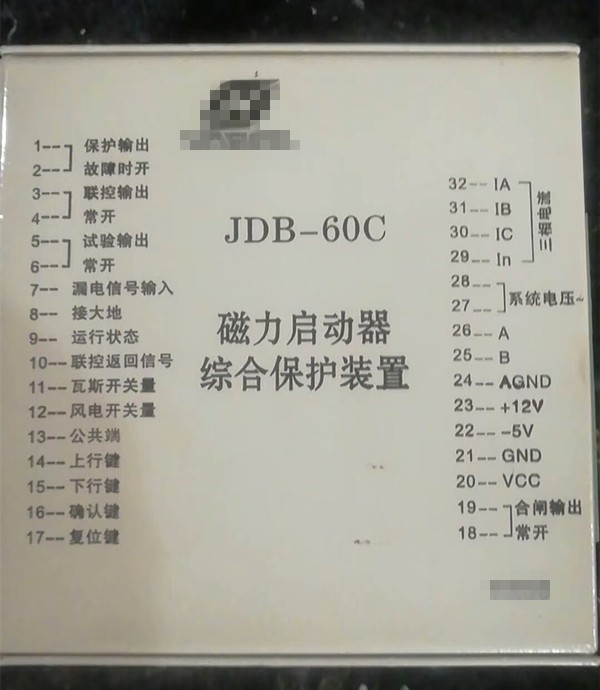 1--保护输出
2--故障时开
3--联控输出
4--常开
5--试验输出
6--常开
7--漏电信号输入
8--接大地
9--运行状态
10--联控返回信号
11--瓦斯开关量
12--风电开关量
13--公共端
14--上行键
15--下行键
16--确认键
17--复位键
JDB-60C
磁力启动器
综合保护装置
32--IA
31--IB
30--IC
29--In
三相电流
28--
27--
系统电压~
26--A
25--B
24--AGND
23--+12V
22---5V
21--GND
20--VCC
19--合闸输出
18--常开